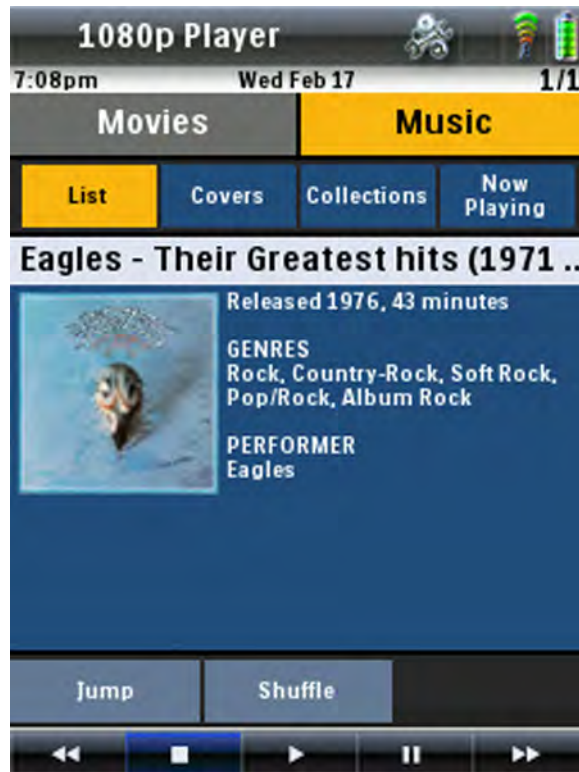 1080p Player
7:08pm Wed Feb 17 1/1
Movies Music
List Covers Collections Now Playing
Eagles - Their Greatest hits (1971 ..
Released 1976, 43 minutes
GENRES
Rock, Country-Rock, Soft Rock,
Pop/Rock, Album Rock
PERFORMER
Eagles
Jump Shuffle